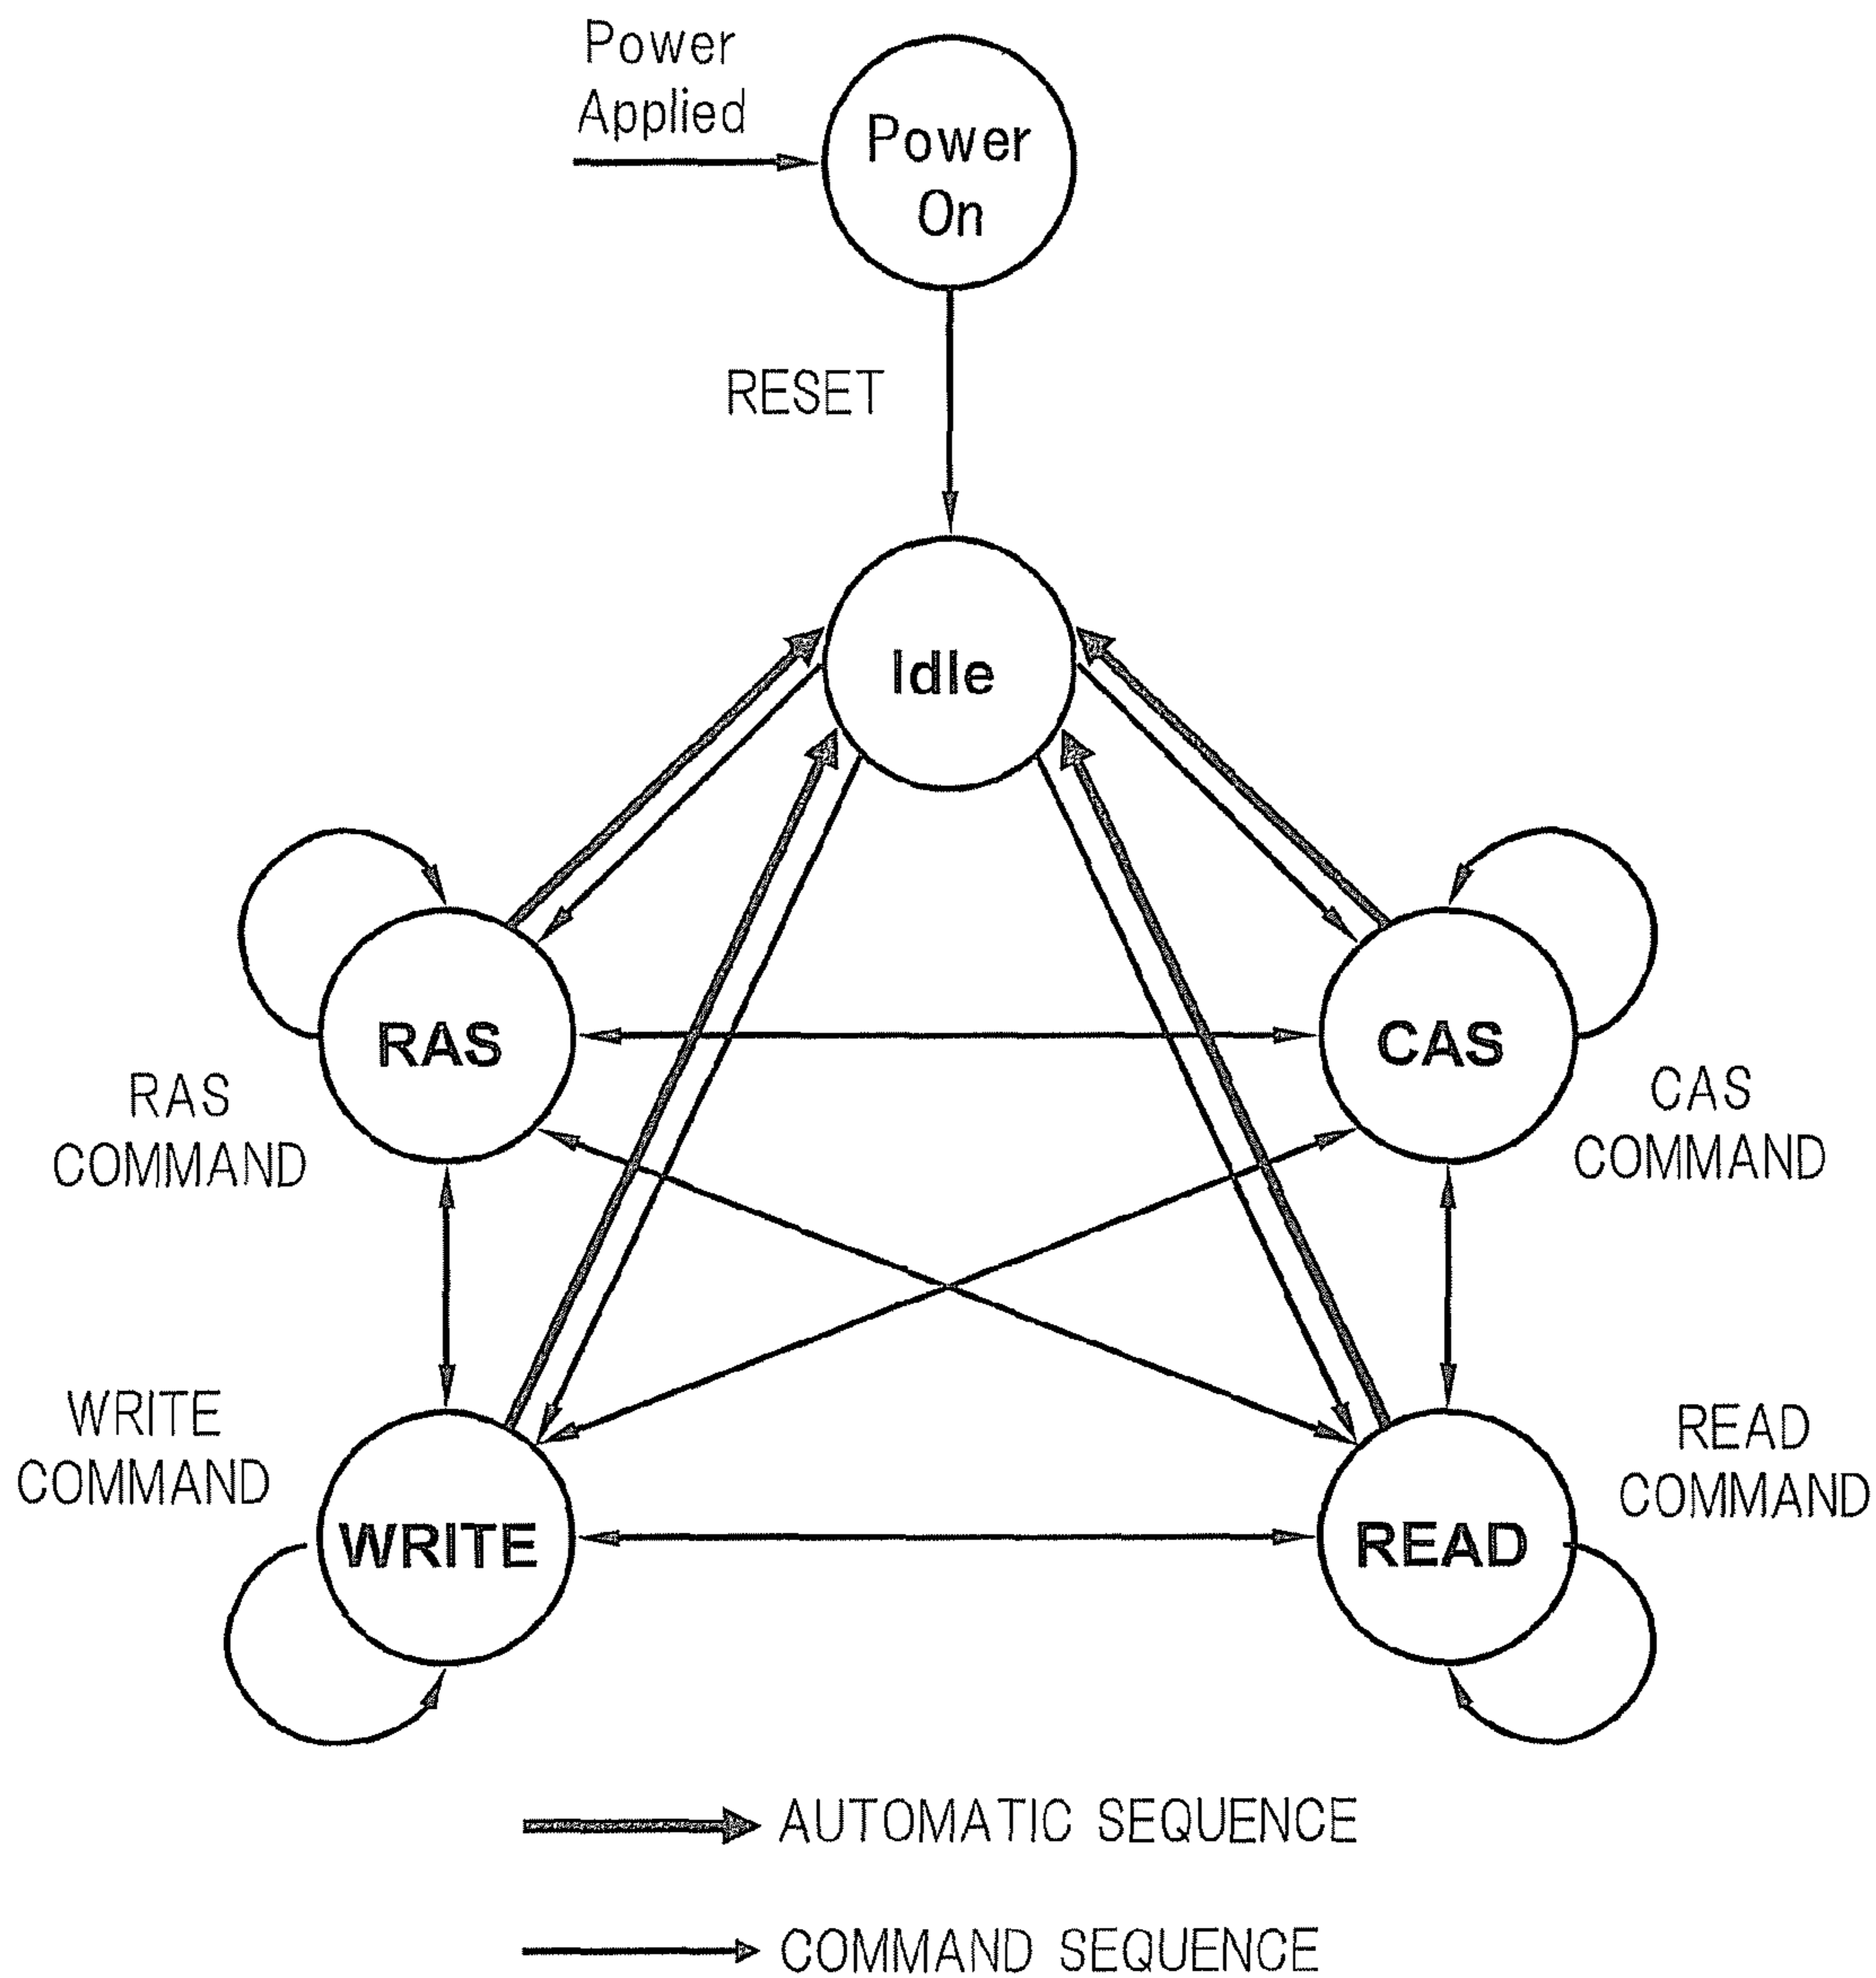 Power
Applied
Power
On
RESET
Idle
RAS
CAS
RAS
COMMAND
CAS
COMMAND
WRITE
COMMAND
READ
COMMAND
WRITE
READ
AUTOMATIC SEQUENCE
COMMAND SEQUENCE